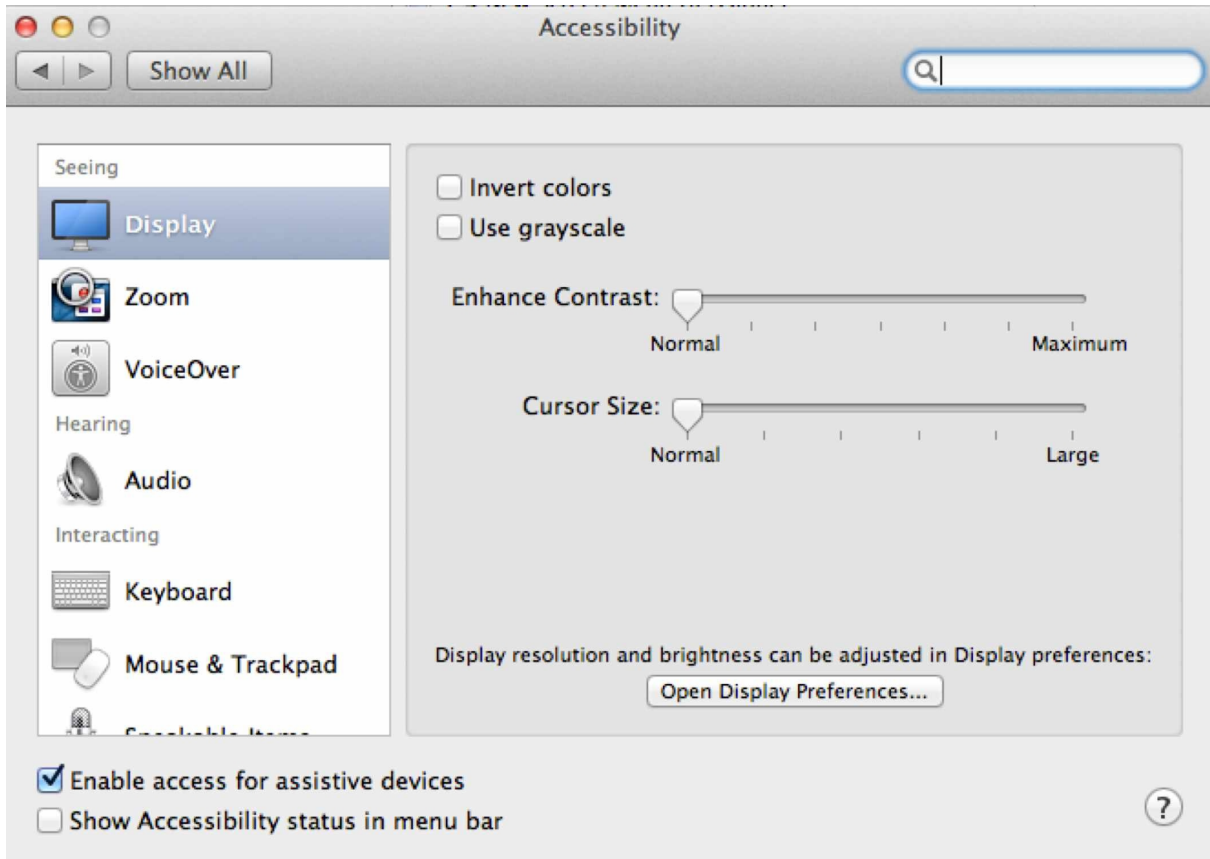 Accessibility
Show All
Seeing
Display
Zoom
VoiceOver
Hearing
Audio
Interacting
Keyboard
Mouse & Trackpad
Invert colors
Use grayscale
Enhance Contrast:
Normal Maximum
Cursor Size:
Normal Large
Display resolution and brightness can be adjusted in Display preferences:
Open Display Preferences...
Enable access for assistive devices
Show Accessibility status in menu bar
?